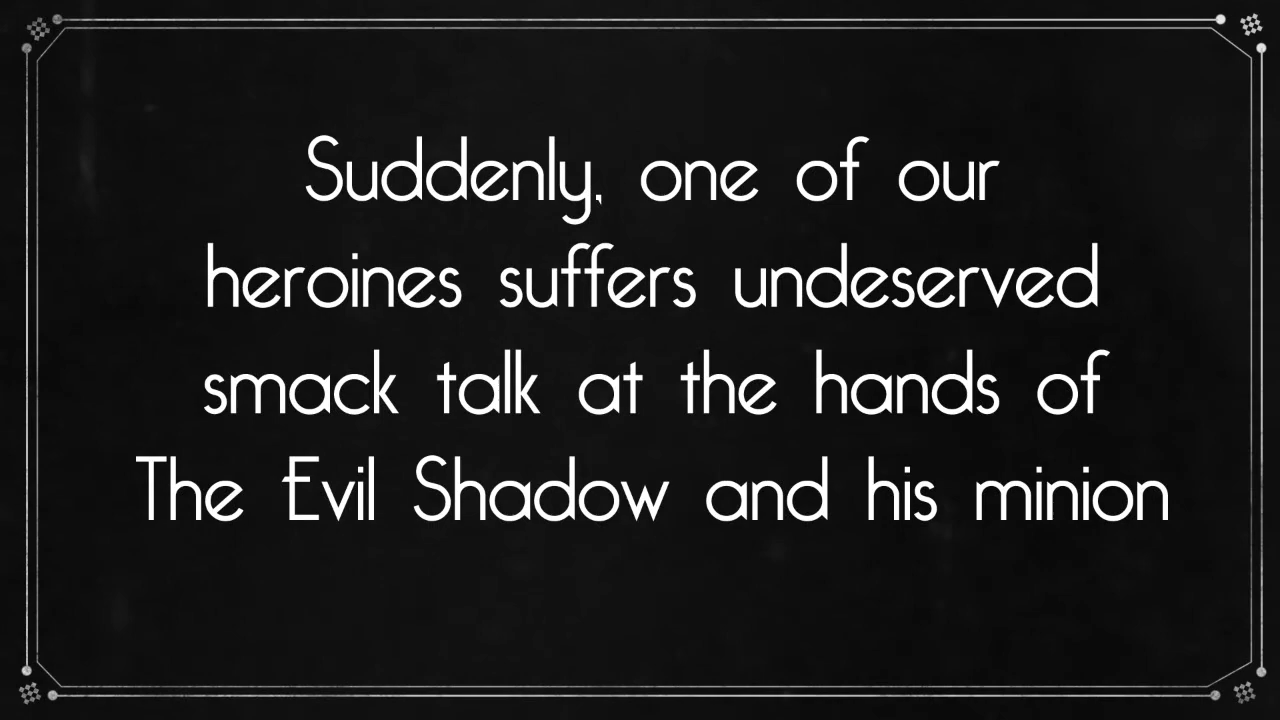 Suddenly, one of our
heroines suffers undeserved
smack talk at the hands of
The Evil Shadow and his minion